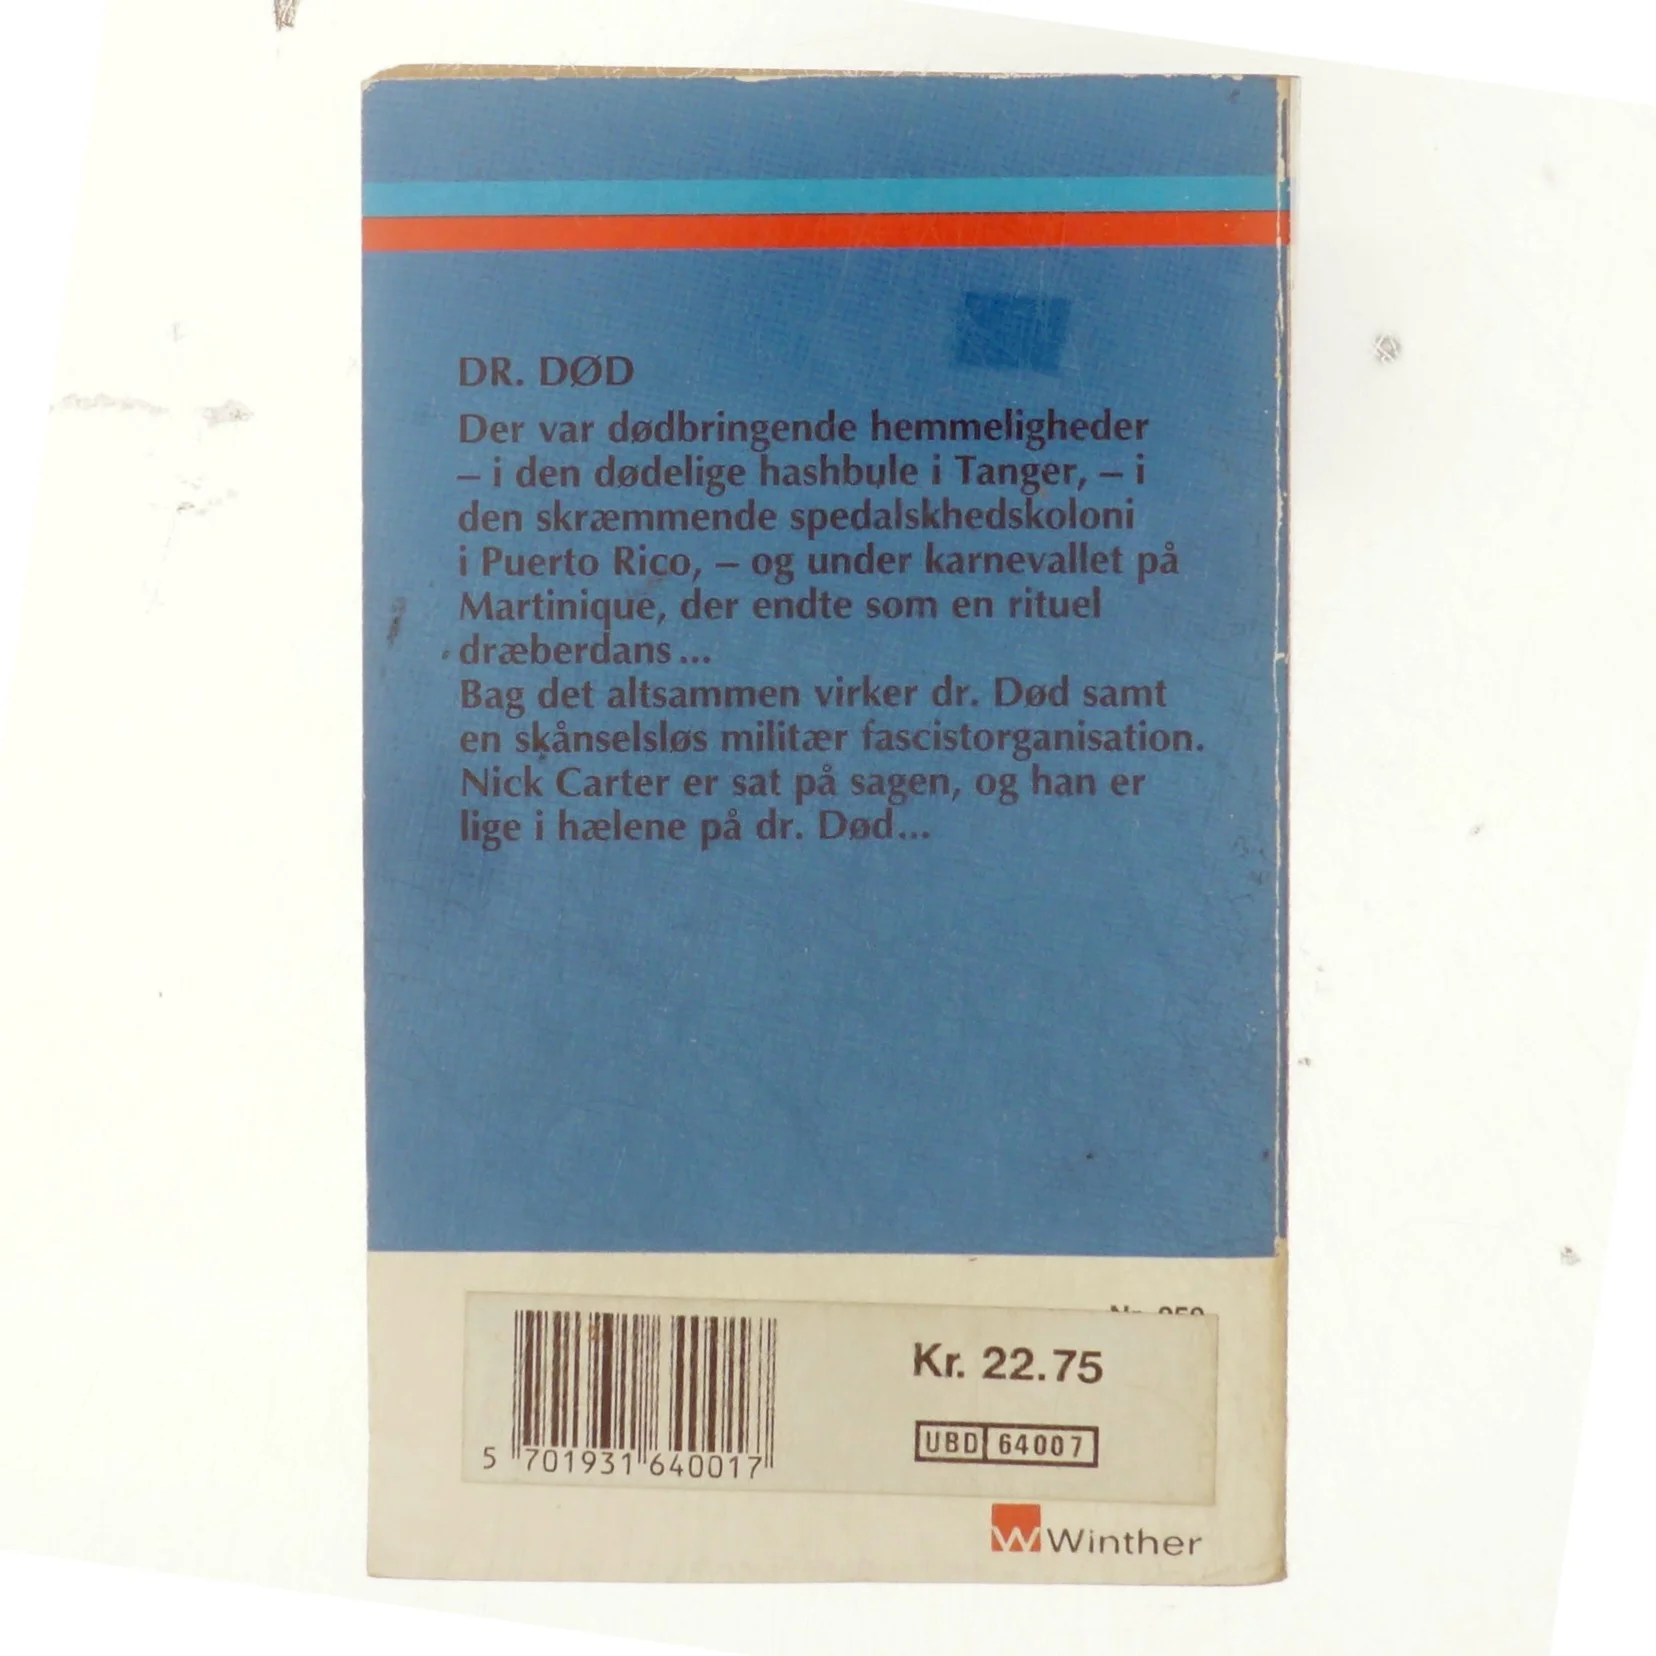 DR. DØD
Der var dødbringende hemmeligheder
– i den dødelige hashbule i Tanger, – i
den skræmmende spedalskhedskoloni
i Puerto Rico, – og under karnevallet på
Martinique, der endte som en rituel
dræberdans...
Bag det altsammen virker dr. Død samt
en skånselsløs militær fascistorganisation.
Nick Carter er sat på sagen, og han er
lige i hælene på dr. Død...
Kr. 22.75
UBD 64007
5 701931 640017
Winther